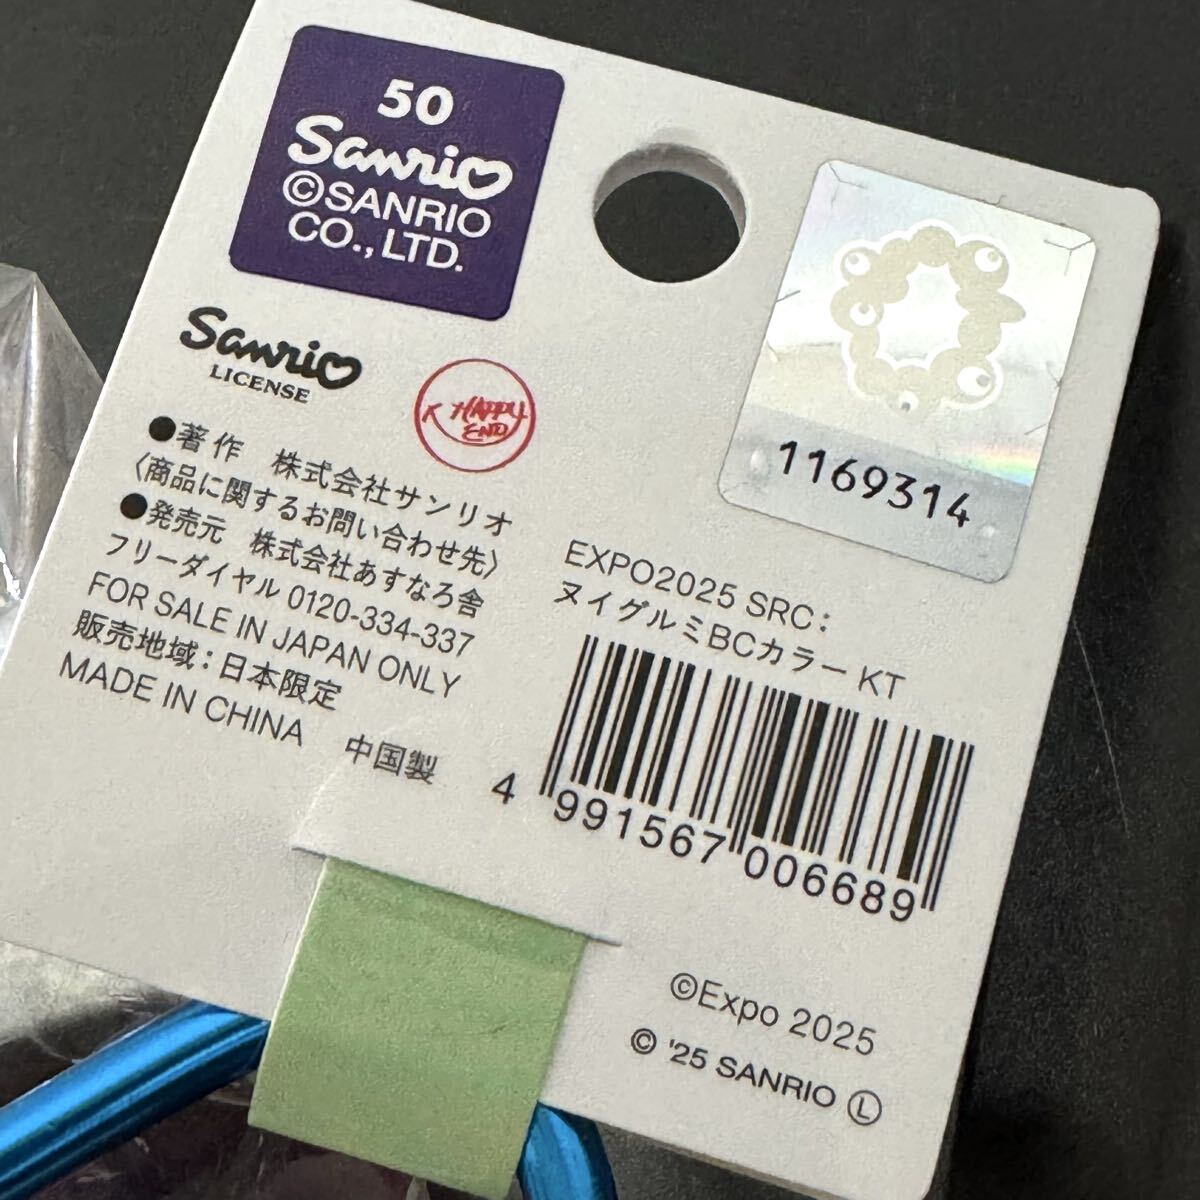 50
Sanrio
©SANRIO
CO.,LTD.
Sanrio
LICENSE
HAPPY
END
●著作 株式会社サンリオ
〈商品に関するお問い合わせ先〉
●発売元 株式会社あすなろ舎
フリーダイヤル 0120-334-337
FOR SALE IN JAPAN ONLY
販売地域：日本限定
MADE IN CHINA 中国製
1169314
EXPO2025 SRC：
ヌイグルミBCカラー KT
4 991567 006689
©Expo 2025
© '25 SANRIO Ⓛ